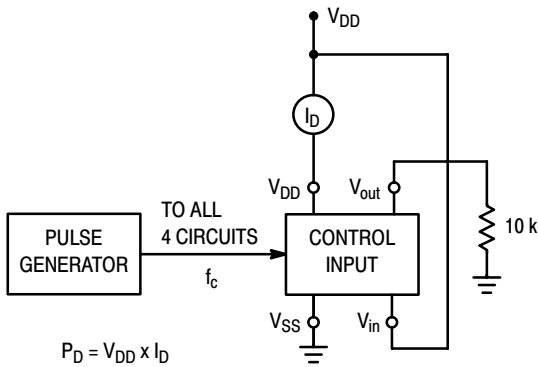 V_DD
I_D
V_DD
V_out
TO ALL
4 CIRCUITS
PULSE
GENERATOR
CONTROL
INPUT
10 k
f_c
V_SS
V_in
P_D = V_DD x I_D